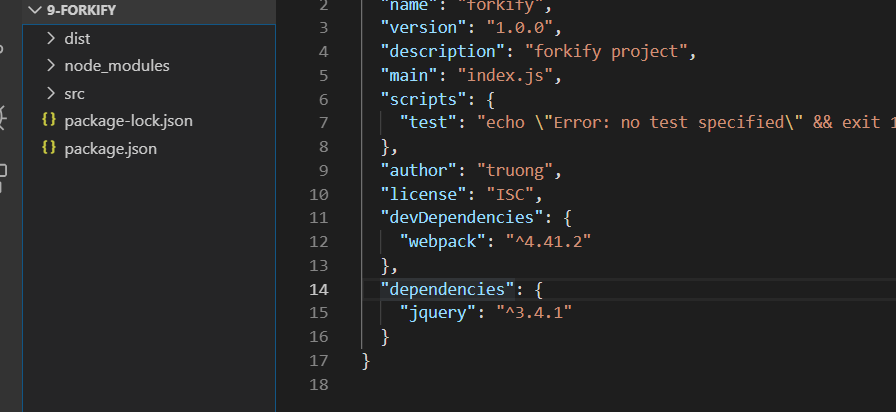 9-FORKIFY
dist
node_modules
src
package-lock.json
package.json
2 "name": "forkify",
3 "version": "1.0.0",
4 "description": "forkify project",
5 "main": "index.js",
6 "scripts": {
7 "test": "echo \"Error: no test specified\" && exit 1
8 },
9 "author": "truong",
10 "license": "ISC",
11 "devDependencies": {
12 "webpack": "^4.41.2"
13 },
14 "dependencies": {
15 "jquery": "^3.4.1"
16 }
17 }
18